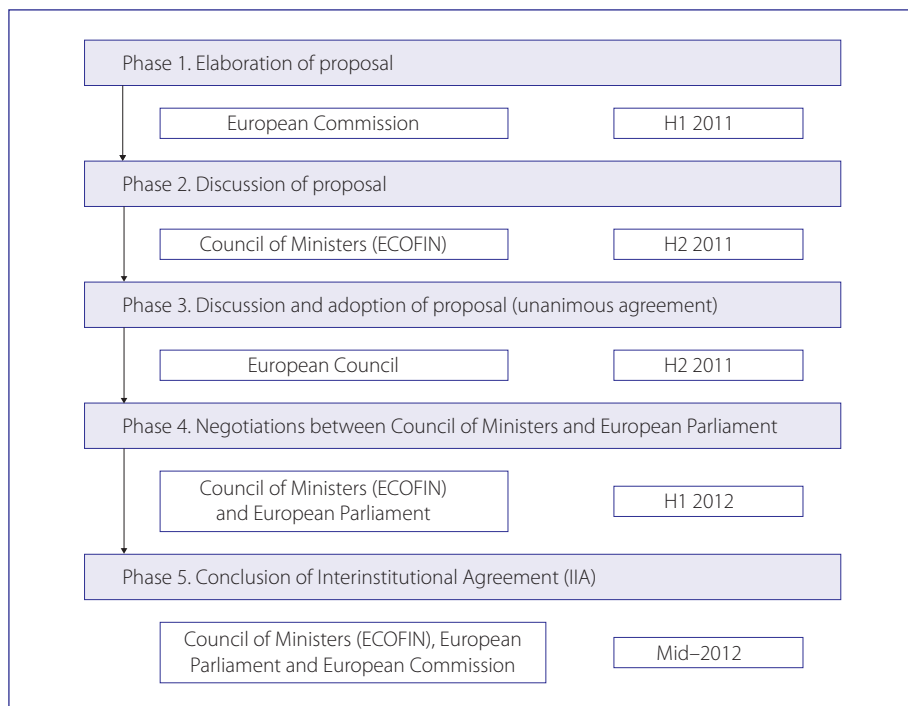 Phase 1. Elaboration of proposal
European Commission
H1 2011
Phase 2. Discussion of proposal
Council of Ministers (ECOFIN)
H2 2011
Phase 3. Discussion and adoption of proposal (unanimous agreement)
European Council
H2 2011
Phase 4. Negotiations between Council of Ministers and European Parliament
Council of Ministers (ECOFIN)
and European Parliament
H1 2012
Phase 5. Conclusion of Interinstitutional Agreement (IIA)
Council of Ministers (ECOFIN), European
Parliament and European Commission
Mid–2012